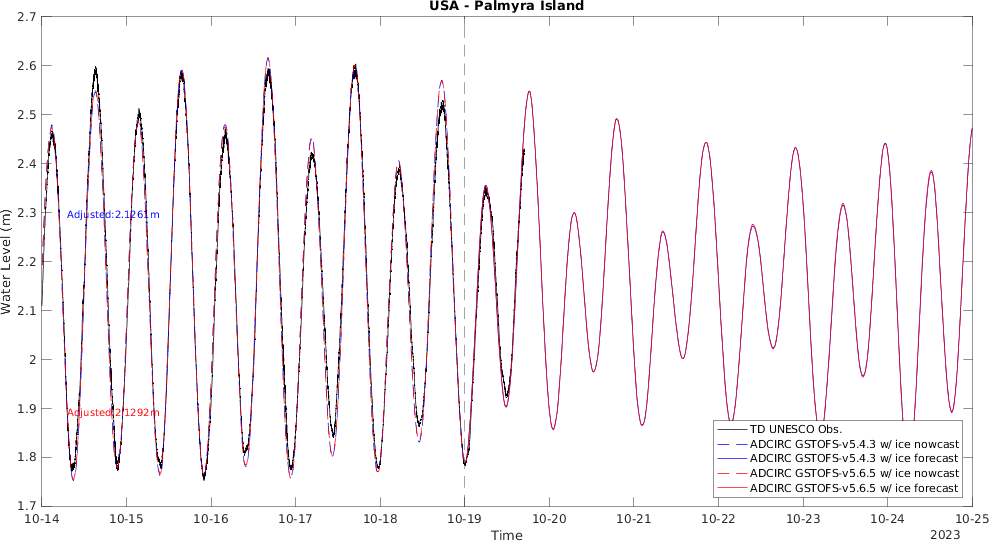 USA - Palmyra Island
2.7
2.6
2.5
2.4
2.3
2.2
2.1
2
1.9
1.8
1.7
Water Level (m)
Adjusted:2.1261m
Adjusted:2.1292m
TD UNESCO Obs.
ADCIRC GSTOFS-v5.4.3 w/ ice nowcast
ADCIRC GSTOFS-v5.4.3 w/ ice forecast
ADCIRC GSTOFS-v5.6.5 w/ ice nowcast
ADCIRC GSTOFS-v5.6.5 w/ ice forecast
10-14 10-15 10-16 10-17 10-18 10-19 10-20 10-21 10-22 10-23 10-24 10-25
Time
2023